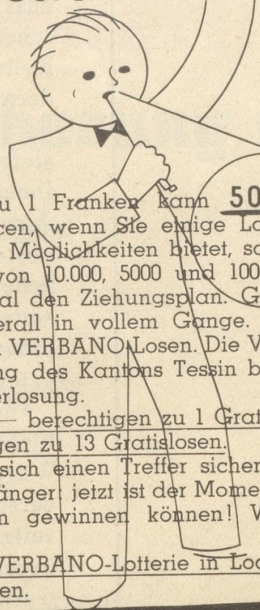 u 1 Franken kann 50
cen, wenn Sie einige Lo
Möglichkeiten bietet, so
von 10.000, 5000 und 100
al den Ziehungsplan. G
erall in vollem Gange.
VERBANO-Losen. Die V
ng des Kantons Tessin b
erlosung.
— berechtigen zu 1 Grat
gen zu 13 Gratislosen.
sich einen Treffer sicher
änger: jetzt ist der Mome
n gewinnen können! V
VERBANO-Lotterie in Loc
en.